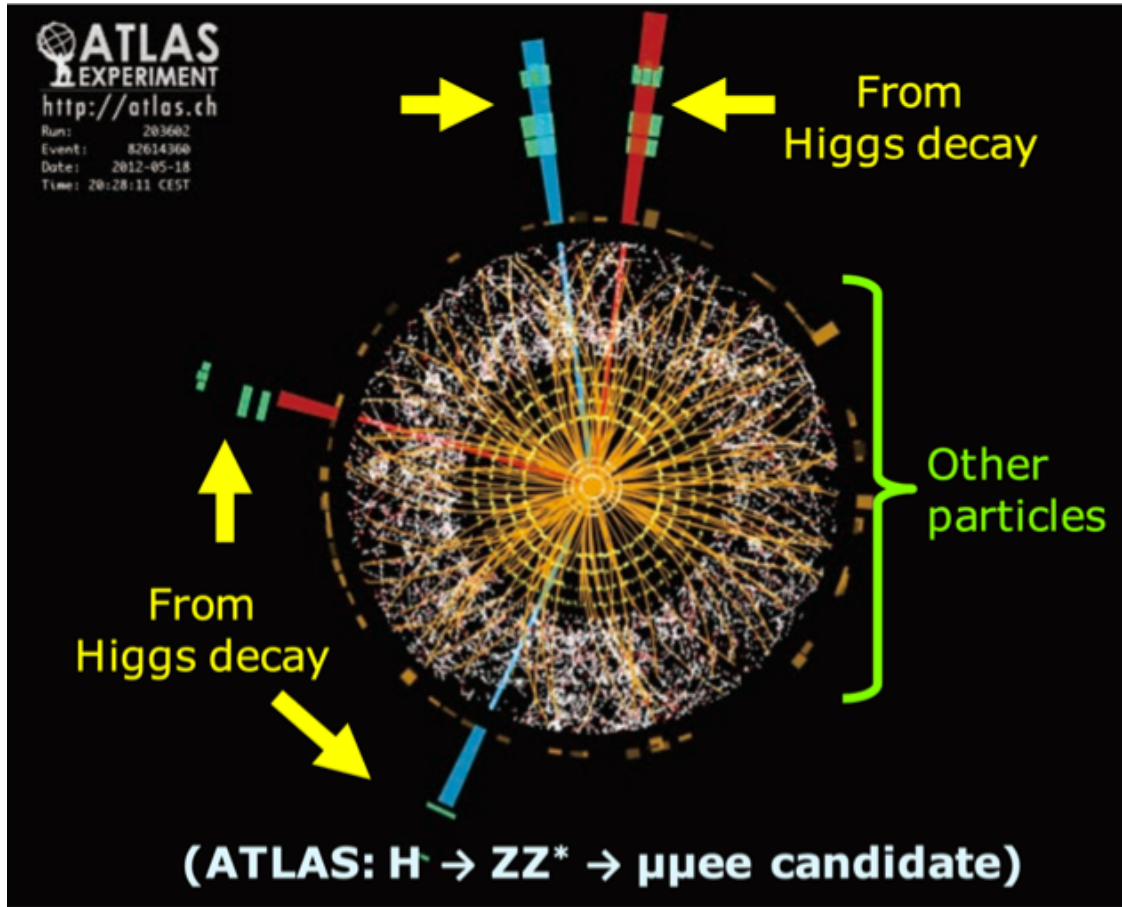 ATLAS
EXPERIMENT
http://atlas.ch
Run: 203602
Event: 82614360
Date: 2012-05-18
Time: 20:28:11 CEST
From
Higgs decay
Other
particles
From
Higgs decay
(ATLAS: H → ZZ* → μμee candidate)